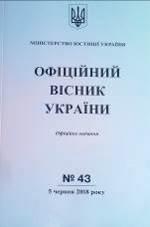 МІНІСТЕРСТВО ЮСТИЦІЇ УКРАЇНИ
ОФІЦІЙНИЙ
ВІСНИК
УКРАЇНИ
Офіційне видання
№ 43
5 червня 2018 року